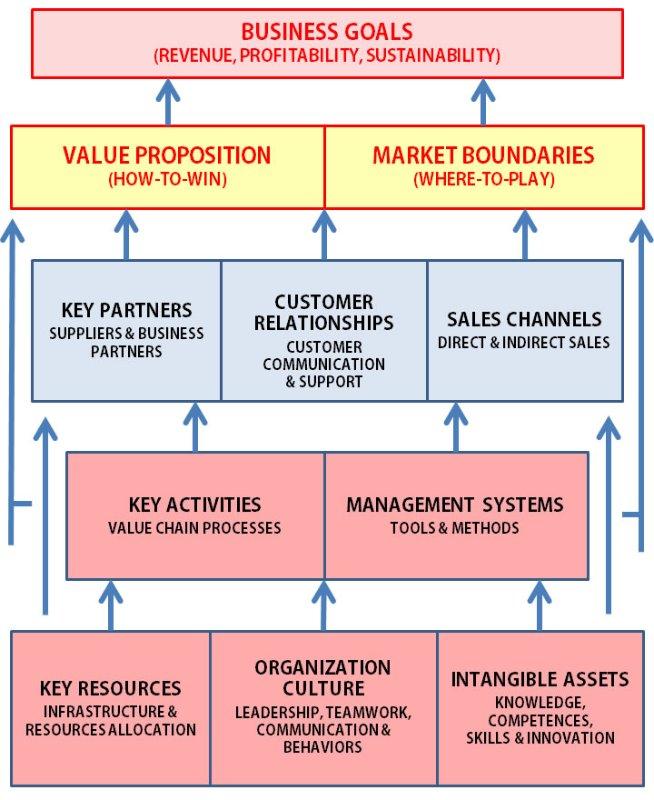 BUSINESS GOALS
(REVENUE, PROFITABILITY, SUSTAINABILITY)
VALUE PROPOSITION
(HOW-TO-WIN)
MARKET BOUNDARIES
(WHERE-TO-PLAY)
KEY PARTNERS
SUPPLIERS & BUSINESS
PARTNERS
CUSTOMER
RELATIONSHIPS
CUSTOMER
COMMUNICATION
& SUPPORT
SALES CHANNELS
DIRECT & INDIRECT SALES
KEY ACTIVITIES
VALUE CHAIN PROCESSES
MANAGEMENT SYSTEMS
TOOLS & METHODS
KEY RESOURCES
INFRASTRUCTURE &
RESOURCES ALLOCATION
ORGANIZATION
CULTURE
LEADERSHIP, TEAMWORK,
COMMUNICATION &
BEHAVIORS
INTANGIBLE ASSETS
KNOWLEDGE,
COMPETENCES,
SKILLS & INNOVATION